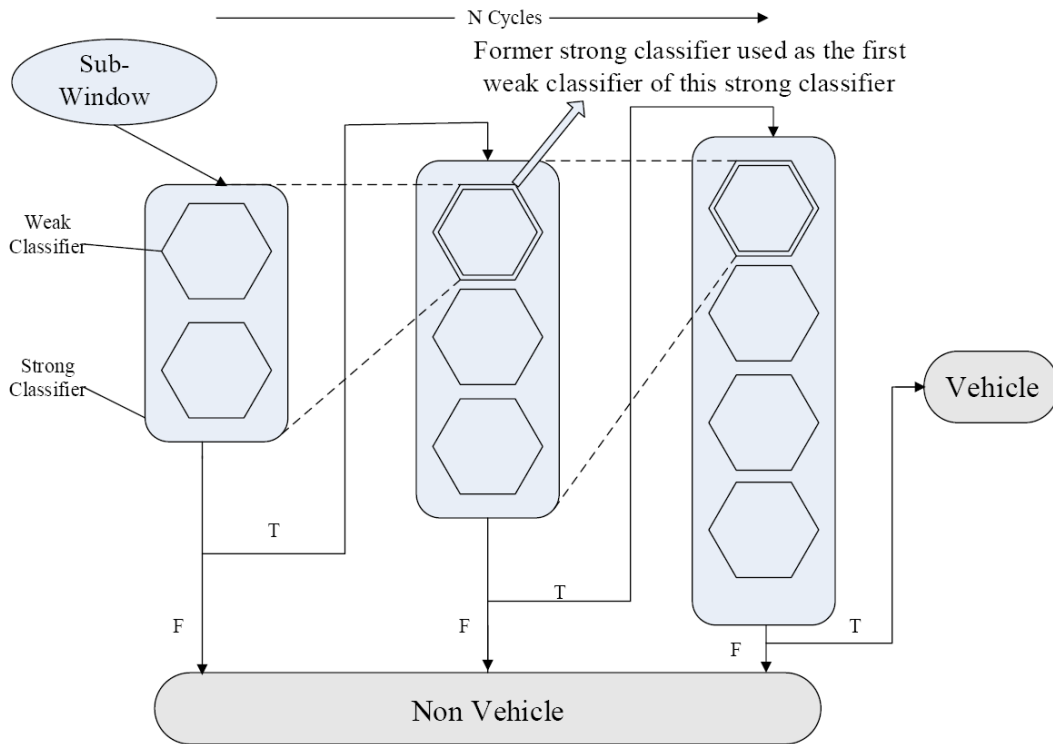 N Cycles
Former strong classifier used as the first
weak classifier of this strong classifier
Sub-
Window
Weak
Classifier
Strong
Classifier
Vehicle
T
T
F
F
F
T
Non Vehicle